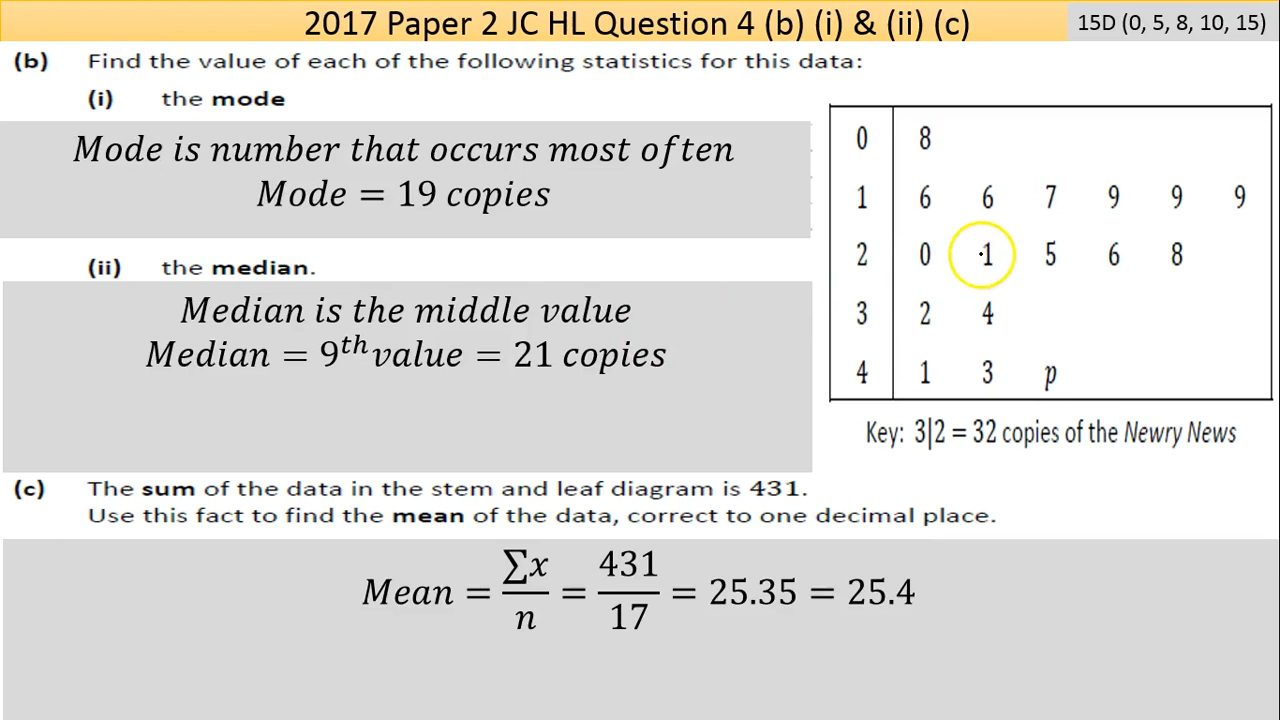 2017 Paper 2 JC HL Question 4 (b) (i) & (ii) (c)
15D (0, 5, 8, 10, 15)
(b) Find the value of each of the following statistics for this data:
(i) the mode
Mode is number that occurs most often
Mode = 19 copies
(ii) the median.
Median is the middle value
Median = 9ᵗʰ value = 21 copies
0 | 8
1 | 6 6 7 9 9 9
2 | 0 1 5 6 8
3 | 2 4
4 | 1 3 p
Key: 3|2 = 32 copies of the Newry News
(c) The sum of the data in the stem and leaf diagram is 431.
Use this fact to find the mean of the data, correct to one decimal place.
Mean = ∑x/n = 431/17 = 25.35 = 25.4